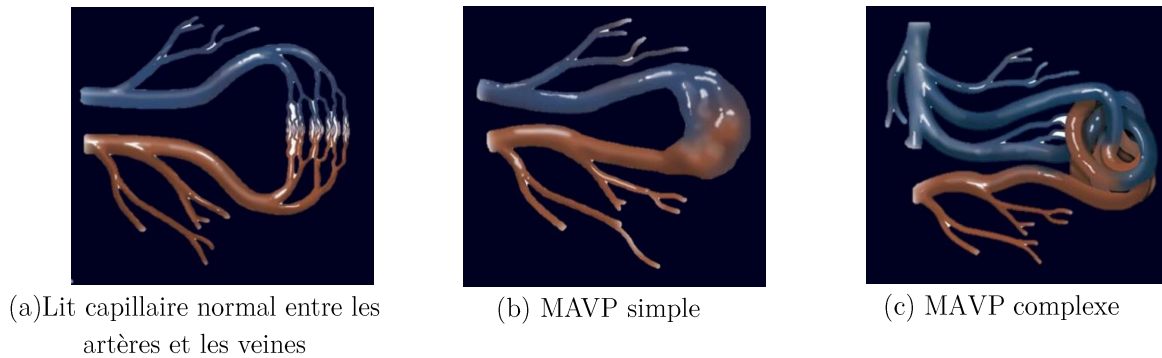 (a)Lit capillaire normal entre les
artères et les veines
(b) MAVP simple
(c) MAVP complexe